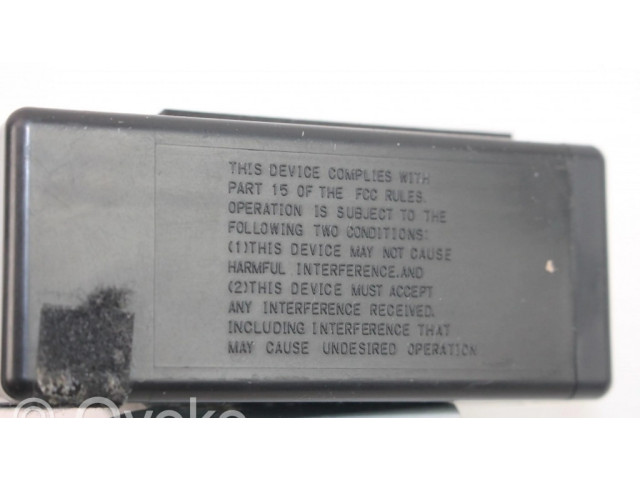 THIS DEVICE COMPLIES WITH
PART 15 OF THE FCC RULES.
OPERATION IS SUBJECT TO THE
FOLLOWING TWO CONDITIONS:
(1)THIS DEVICE MAY NOT CAUSE
HARMFUL INTERFERENCE.AND
(2)THIS DEVICE MUST ACCEPT
ANY INTERFERENCE RECEIVED.
INCLUDING INTERFERENCE THAT
MAY CAUSE UNDESIRED OPERATION